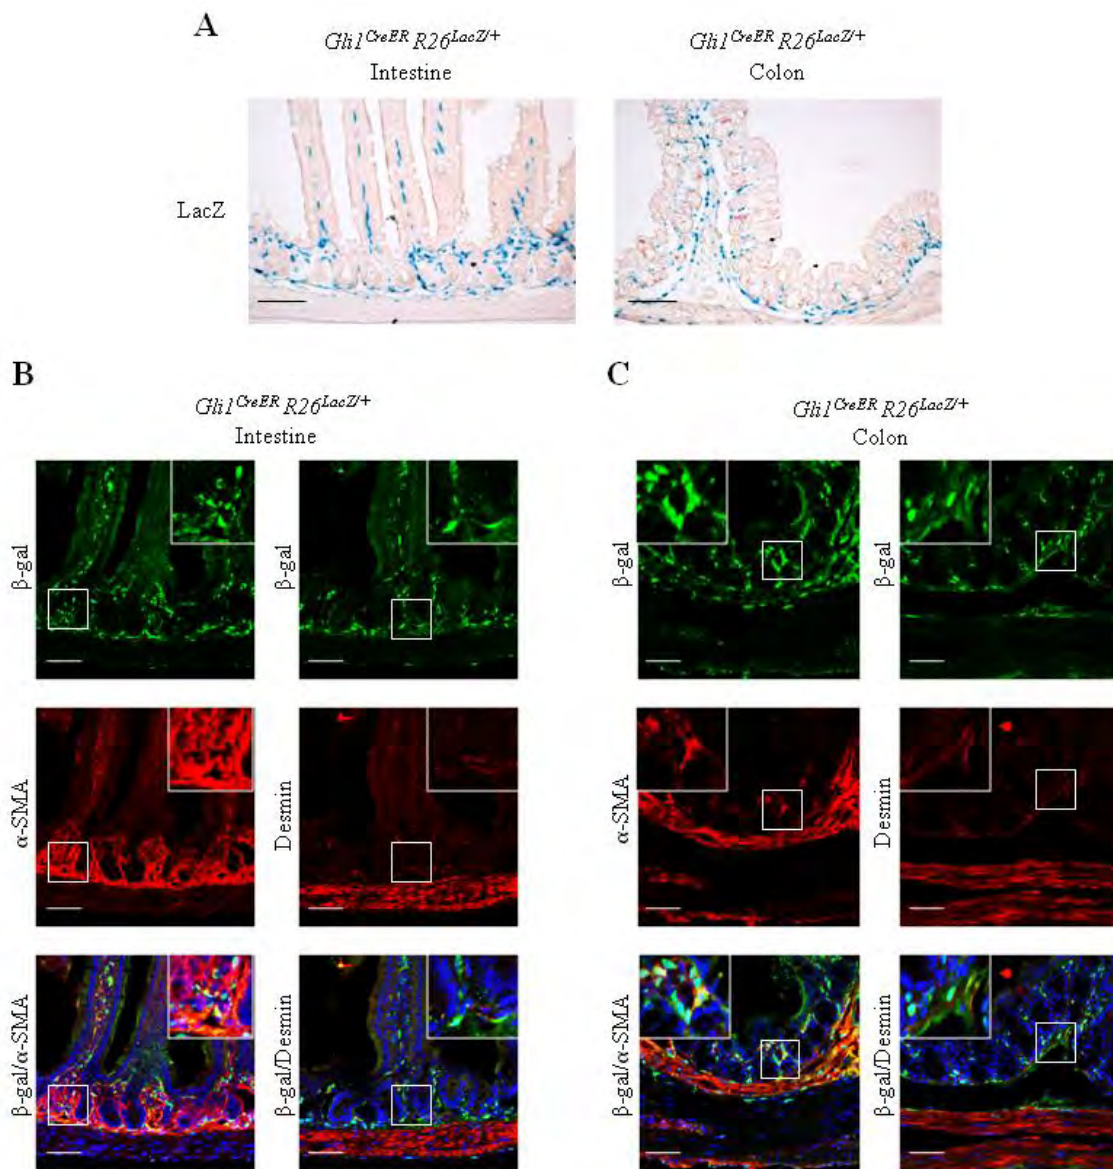 A
Gli1CreER R26LacZ/+
Intestine
Gli1CreER R26LacZ/+
Colon
LacZ
B
Gli1CreER R26LacZ/+
Intestine
β-gal
β-gal
α-SMA
Desmin
β-gal/α-SMA
β-gal/Desmin
C
Gli1CreER R26LacZ/+
Colon
β-gal
β-gal
α-SMA
Desmin
β-gal/α-SMA
β-gal/Desmin